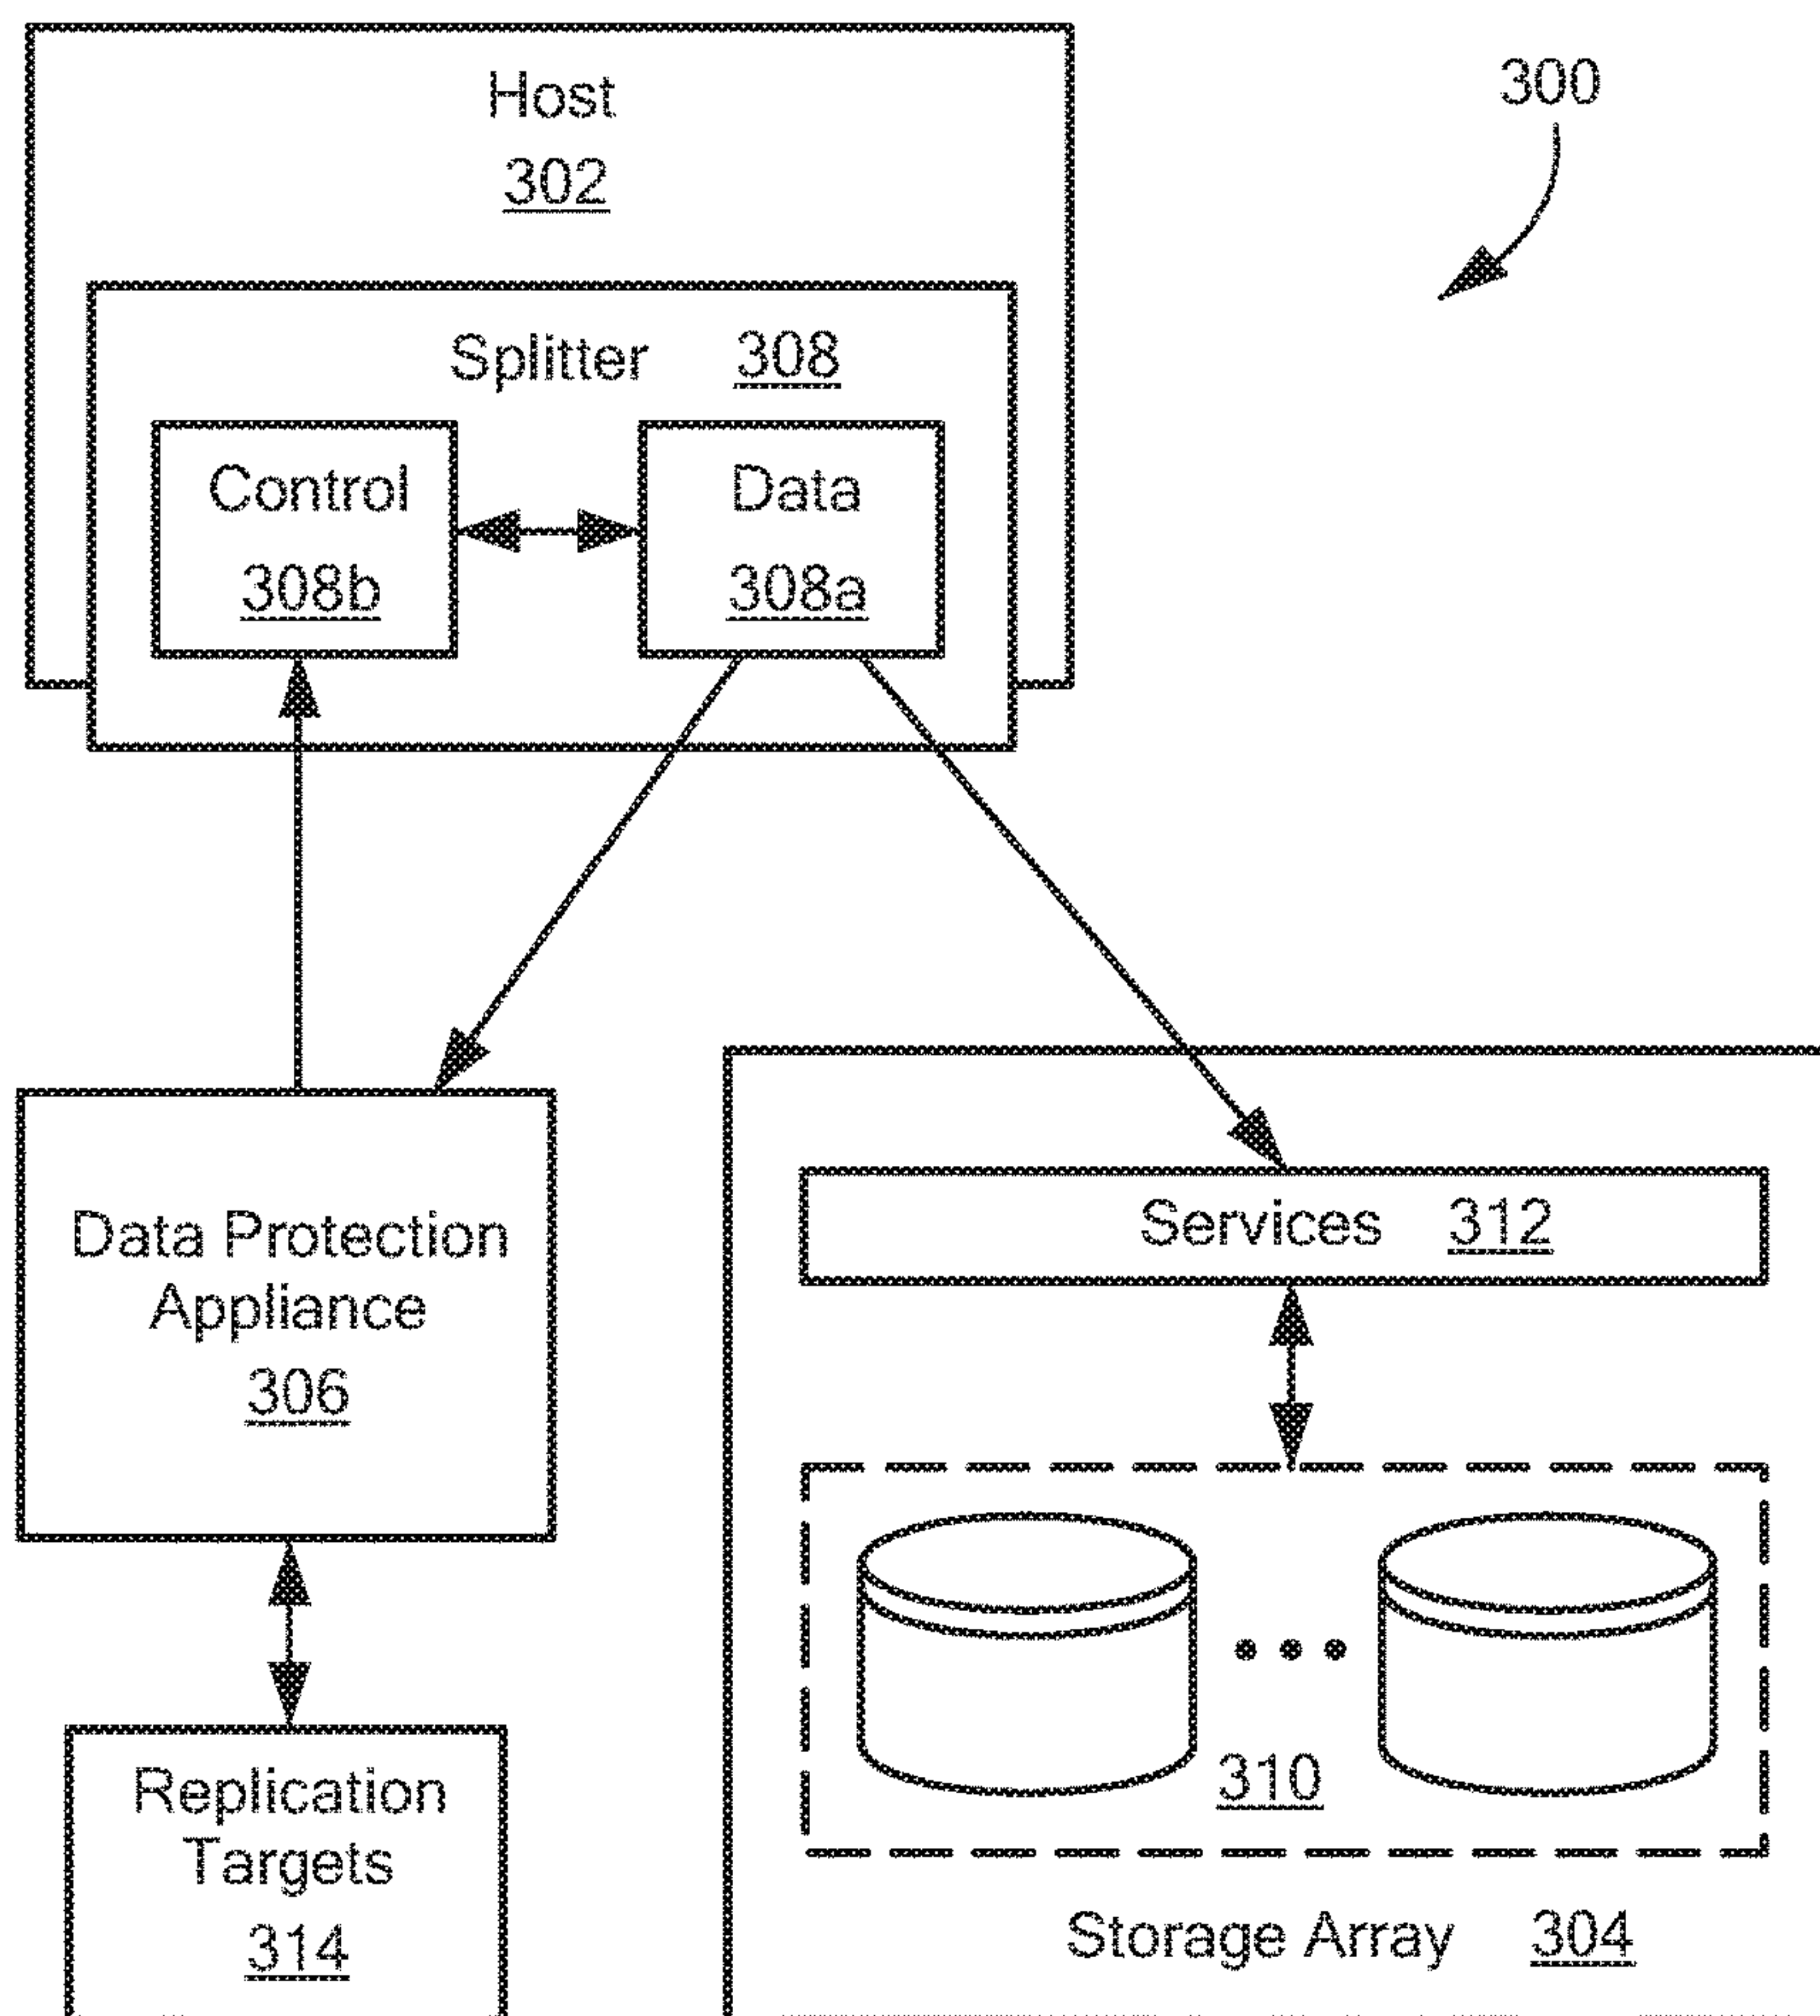 Host
302
300
Splitter 308
Control
308b
Data
308a
Data Protection
Appliance
306
Services 312
310
Replication
Targets
314
Storage Array 304